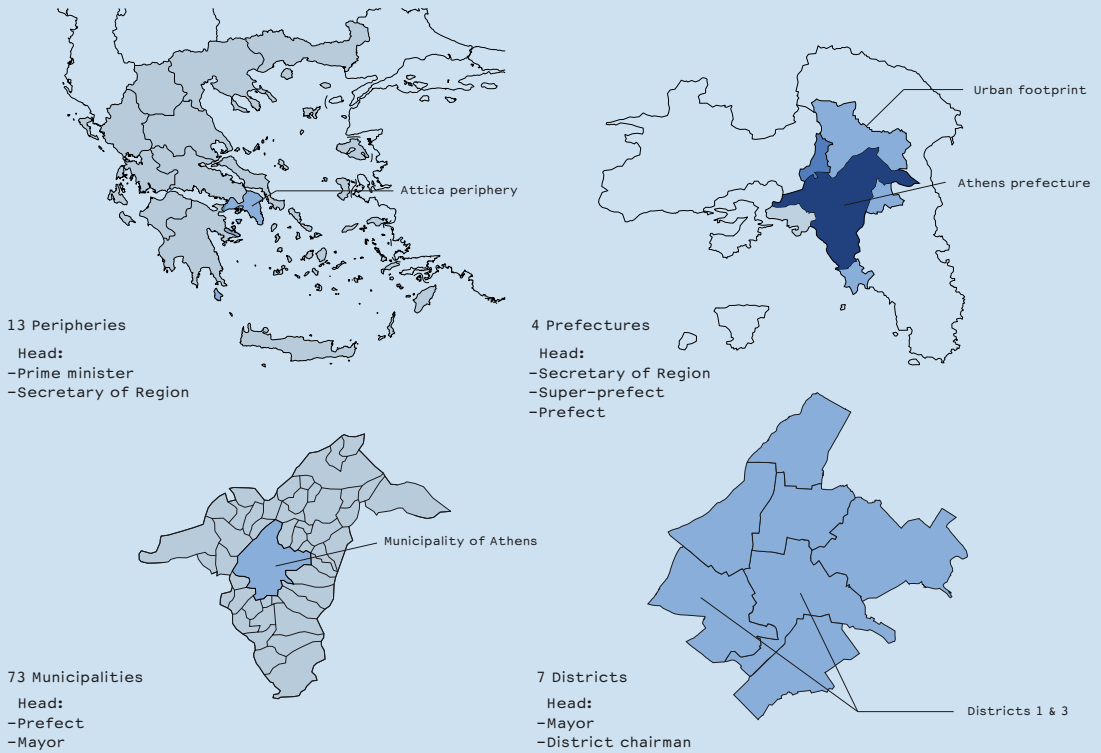 Attica periphery
13 Peripheries
Head:
–Prime minister
–Secretary of Region
Urban footprint
Athens prefecture
4 Prefectures
Head:
–Secretary of Region
–Super-prefect
–Prefect
Municipality of Athens
73 Municipalities
Head:
–Prefect
–Mayor
7 Districts
Head:
–Mayor
–District chairman
Districts 1 & 3